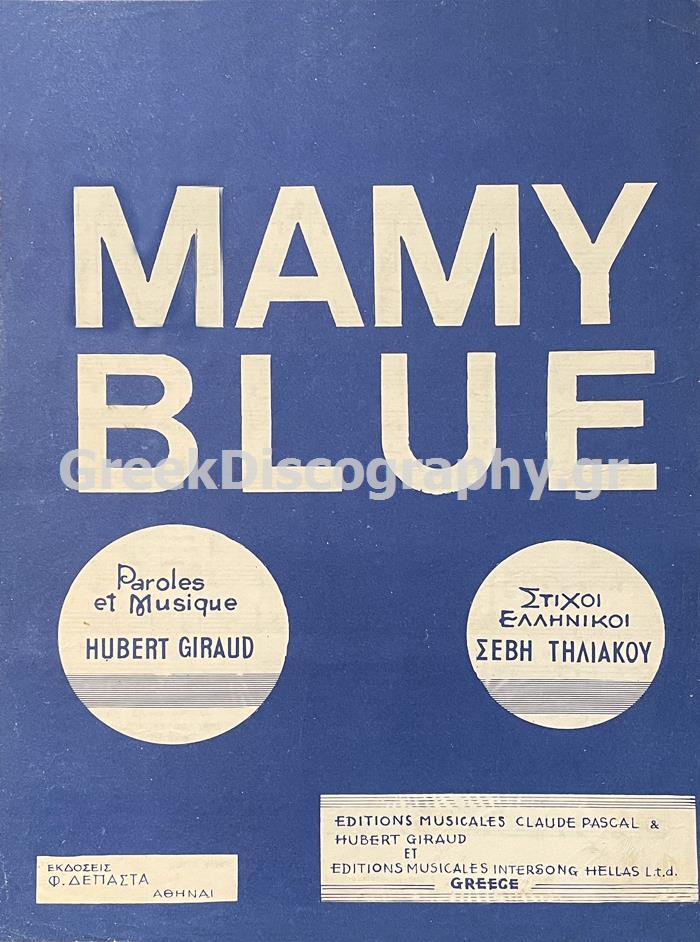 MAMY
BLUE
GreekDiscography.gr
Paroles
et Musique
HUBERT GIRAUD
ΣΤΙΧΟΙ
ΕΛΛΗΝΙΚΟΙ
ΣΕΒΗ ΤΗΛΙΑΚΟΥ
EDITIONS MUSICALES CLAUDE PASCAL &
HUBERT GIRAUD
ET
EDITIONS MUSICALES INTERSONG HELLAS L.t.d.
GREECE
ΕΚΔΟΣΕΙΣ
Φ. ΔΕΠΑΣΤΑ
ΑΘΗΝΑΙ